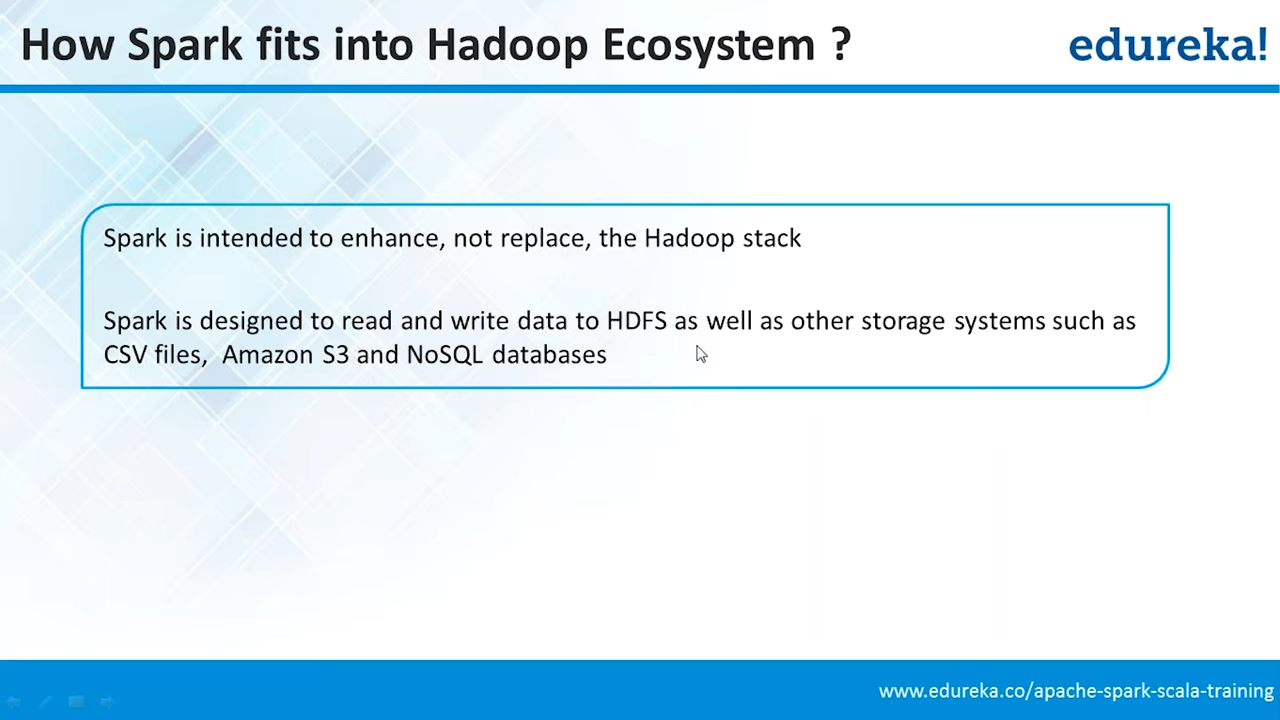 How Spark fits into Hadoop Ecosystem ?
edureka!
Spark is intended to enhance, not replace, the Hadoop stack
Spark is designed to read and write data to HDFS as well as other storage systems such as
CSV files, Amazon S3 and NoSQL databases
www.edureka.co/apache-spark-scala-training